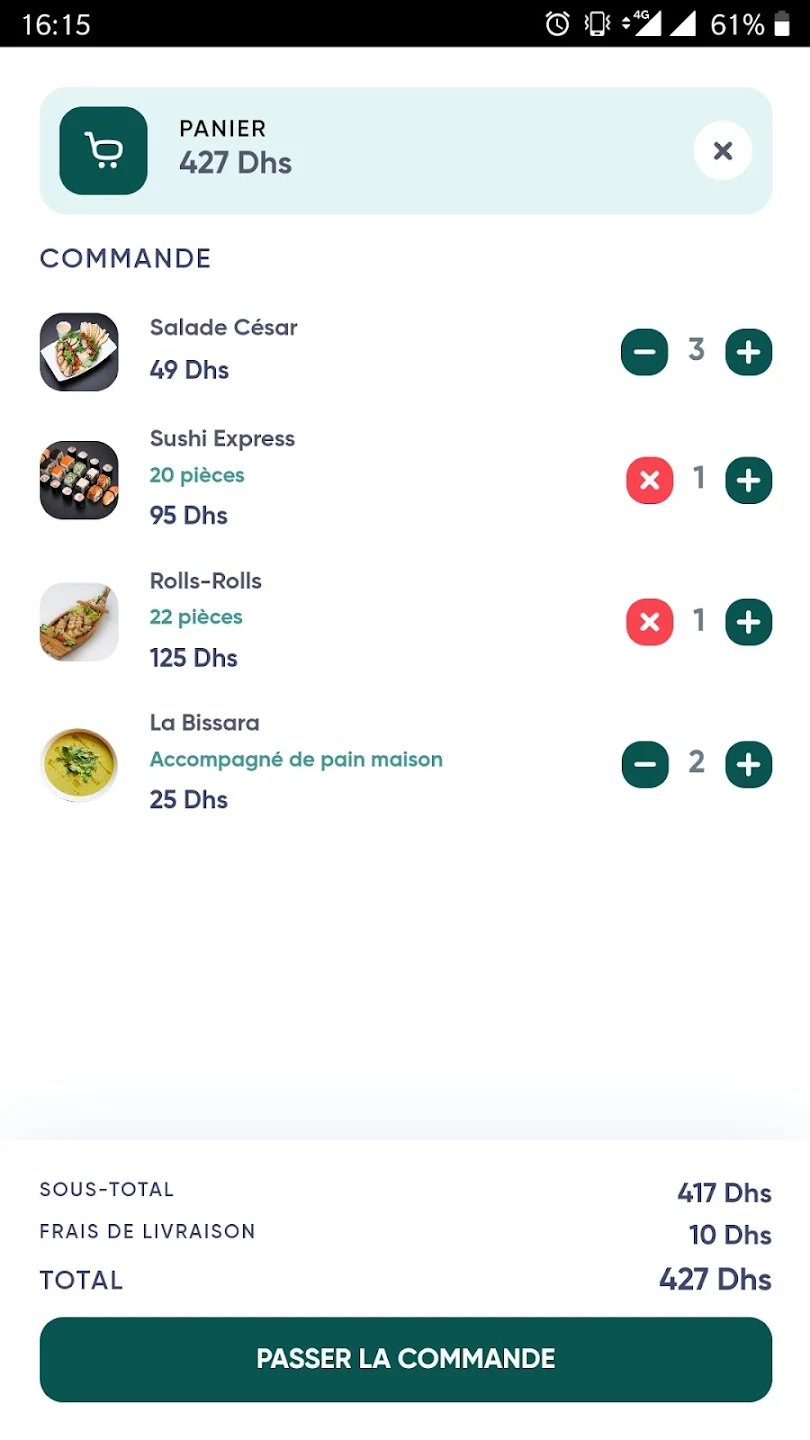 16:15
4G 61%
PANIER
427 Dhs
COMMANDE
Salade César
49 Dhs
3
Sushi Express
20 pièces
95 Dhs
1
Rolls-Rolls
22 pièces
125 Dhs
1
La Bissara
Accompagné de pain maison
25 Dhs
2
SOUS-TOTAL 417 Dhs
FRAIS DE LIVRAISON 10 Dhs
TOTAL 427 Dhs
PASSER LA COMMANDE